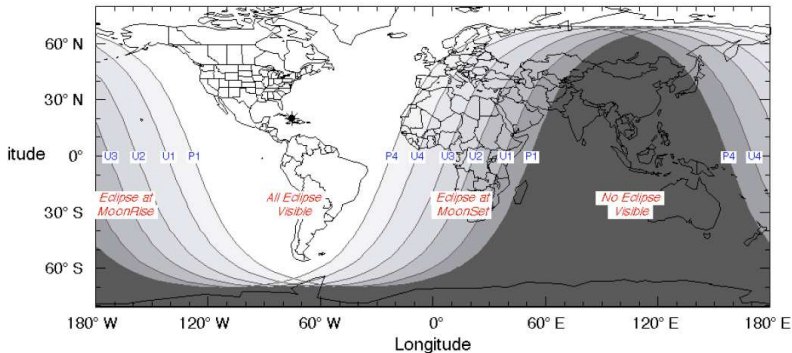 60° N
30° N
itude 0° U3 U2 U1 P1 P4 U4 U3 U2 U1 P1 P4 U4
Eclipse at MoonRise
All Eclipse Visible
Eclipse at MoonSet
No Eclipse Visible
30° S
60° S
180° W 120° W 60° W 0° 60° E 120° E 180° E
Longitude